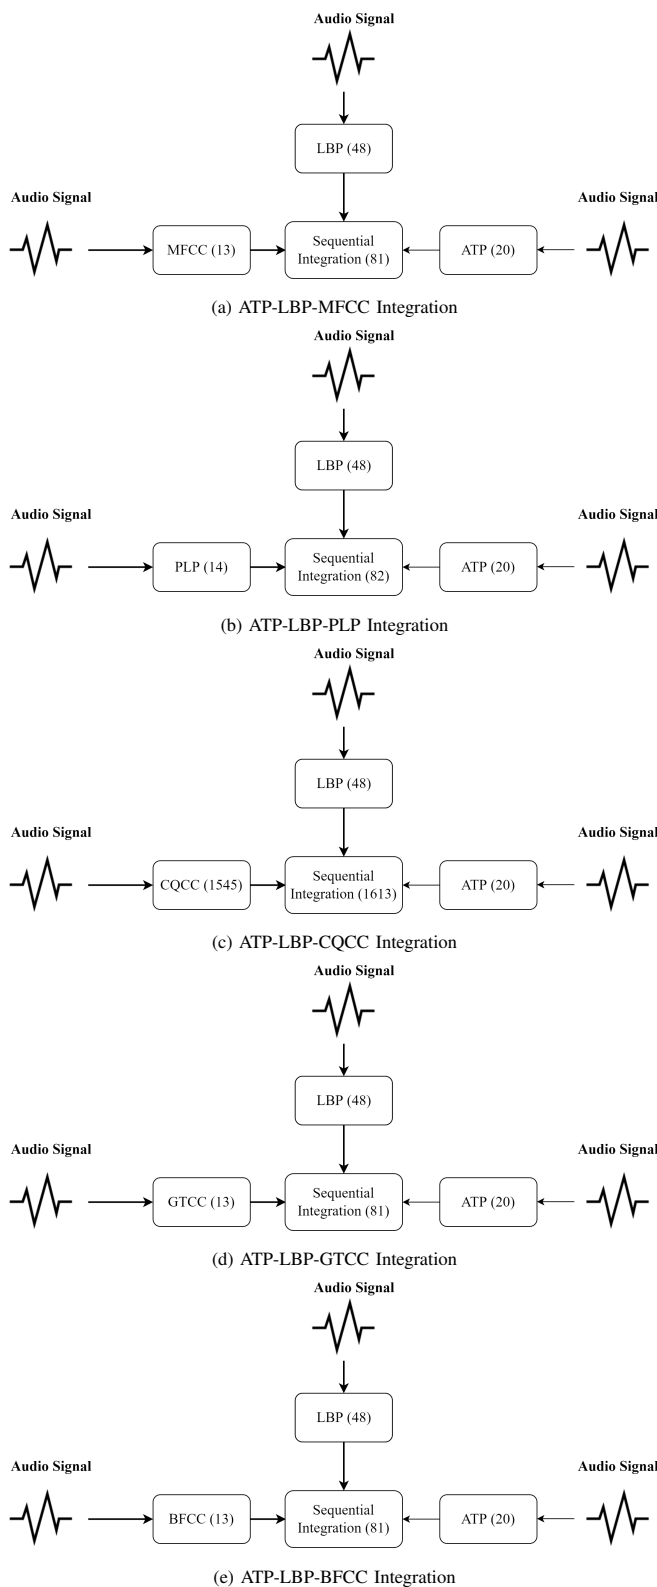 Audio Signal
LBP (48)
Audio Signal
Audio Signal
MFCC (13)
Sequential
Integration (81)
ATP (20)
(a) ATP-LBP-MFCC Integration
Audio Signal
LBP (48)
Audio Signal
Audio Signal
PLP (14)
Sequential
Integration (82)
ATP (20)
(b) ATP-LBP-PLP Integration
Audio Signal
LBP (48)
Audio Signal
Audio Signal
CQCC (1545)
Sequential
Integration (1613)
ATP (20)
(c) ATP-LBP-CQCC Integration
Audio Signal
LBP (48)
Audio Signal
Audio Signal
GTCC (13)
Sequential
Integration (81)
ATP (20)
(d) ATP-LBP-GTCC Integration
Audio Signal
LBP (48)
Audio Signal
Audio Signal
BFCC (13)
Sequential
Integration (81)
ATP (20)
(e) ATP-LBP-BFCC Integration